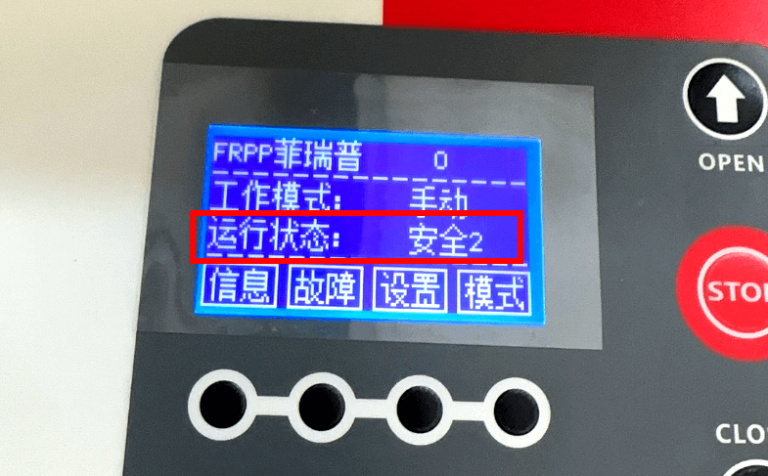 FRPP菲瑞普 0
工作模式: 手动
运行状态: 安全2
信息 故障 设置 模式
OPEN
STOP
CLO